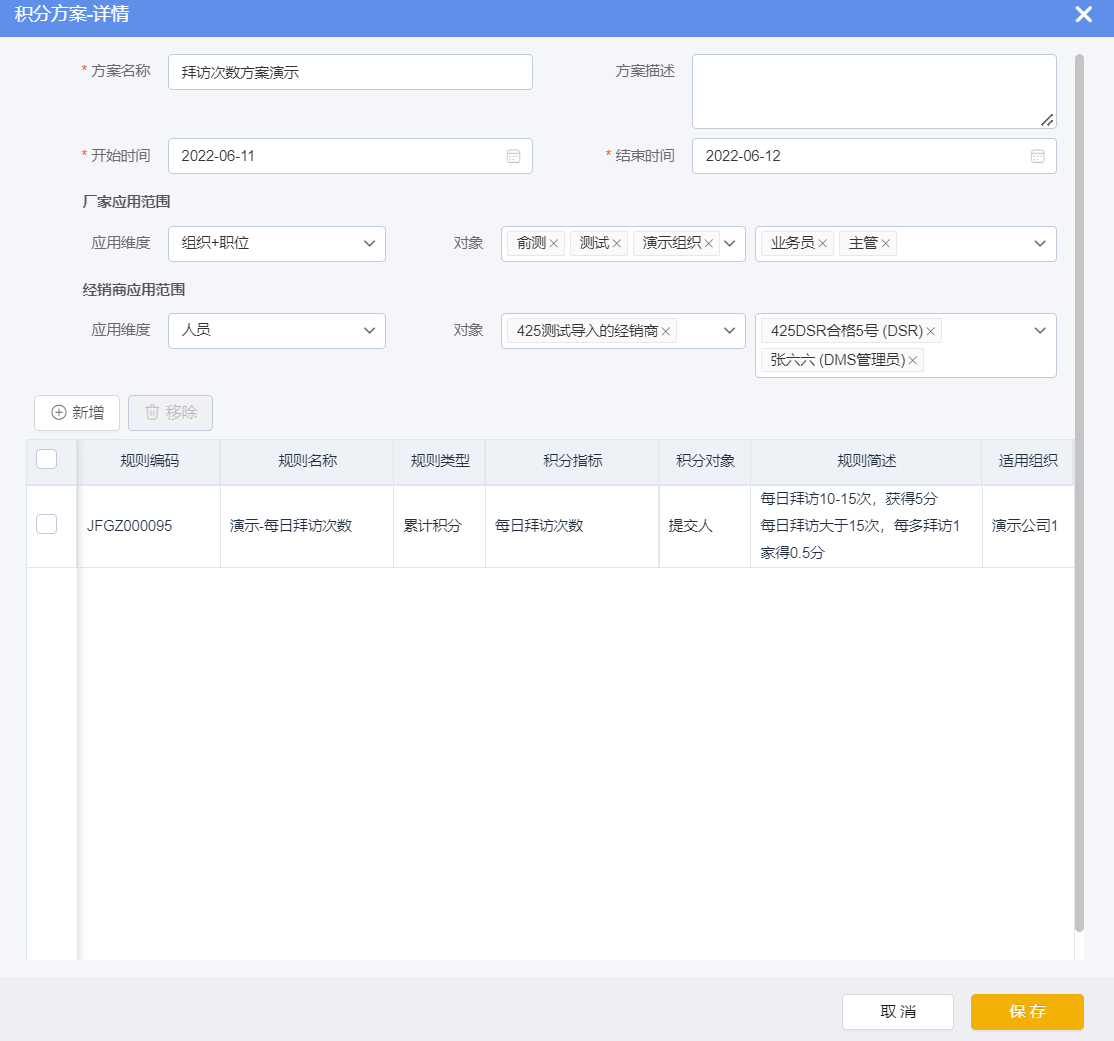 积分方案-详情
* 方案名称 拜访次数方案演示 方案描述
* 开始时间 2022-06-11 * 结束时间 2022-06-12
厂家应用范围
应用维度 组织+职位 对象 俞测 测试 演示组织 业务员 主管
经销商应用范围
应用维度 人员 对象 425测试导入的经销商 425DSR合格5号 (DSR)
张六六 (DMS管理员)
新增 移除
规则编码 规则名称 规则类型 积分指标 积分对象 规则简述 适用组织
JFGZ000095 演示-每日拜访次数 累计积分 每日拜访次数 提交人 每日拜访10-15次，获得5分
每日拜访大于15次，每多拜访1
家得0.5分
演示公司1
取消 保存